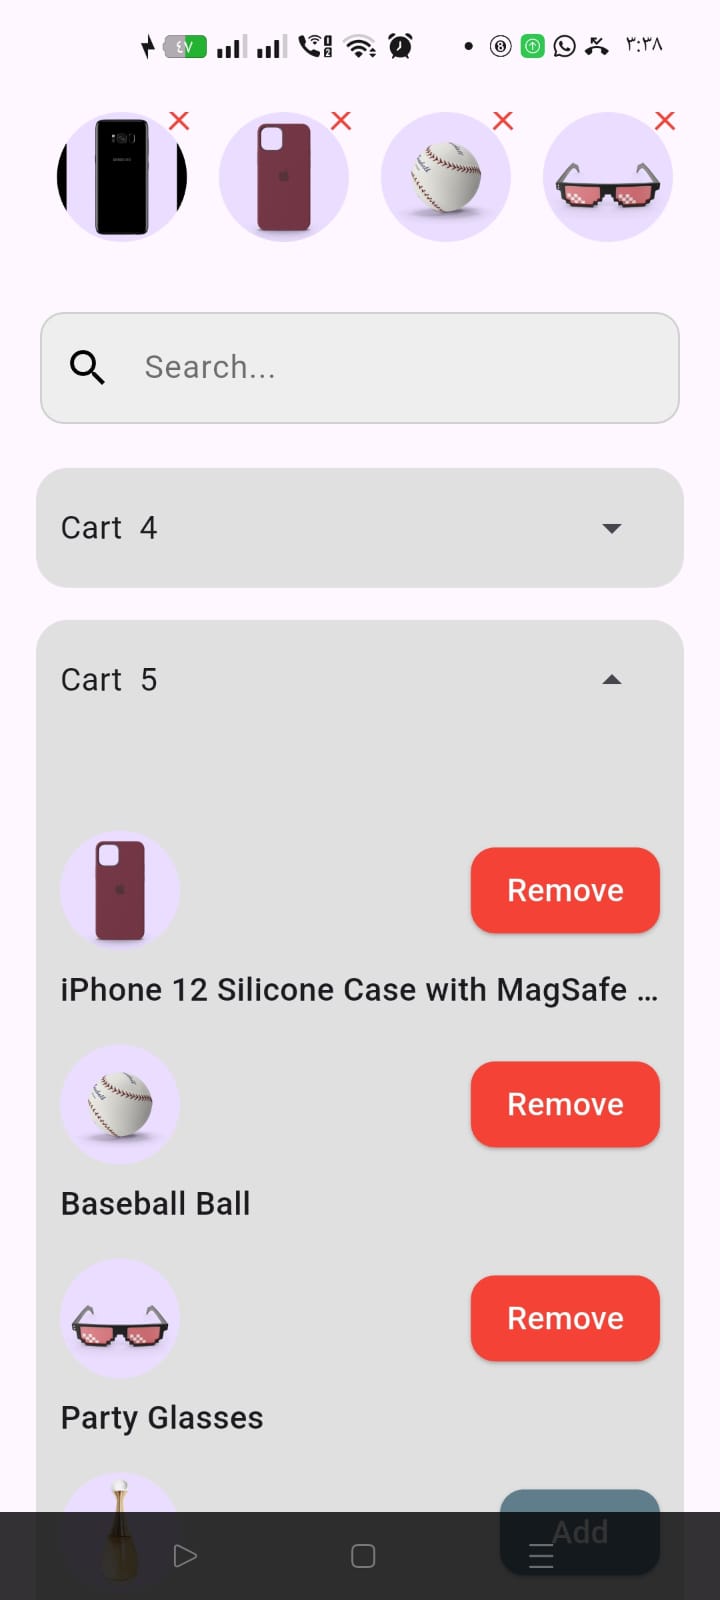 ٤٧
٣:٣٨
SAMSUNG
Search...
Cart 4
Cart 5
Remove
iPhone 12 Silicone Case with MagSafe ...
Remove
Baseball Ball
Remove
Party Glasses
Add